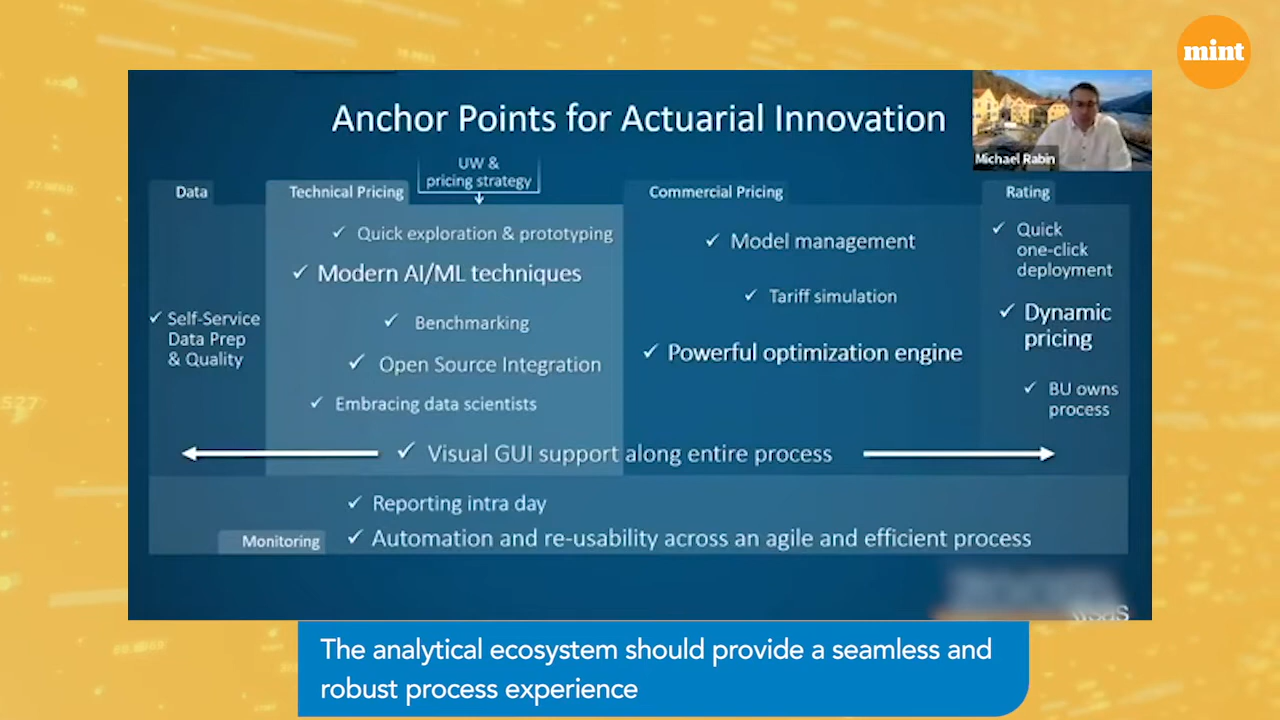 mint
Anchor Points for Actuarial Innovation
Michael Rabin
UW &
pricing strategy
Data
Technical Pricing
Commercial Pricing
Rating
✓ Self-Service
Data Prep
& Quality
✓ Quick exploration & prototyping
✓ Modern AI/ML techniques
✓ Benchmarking
✓ Open Source Integration
✓ Embracing data scientists
✓ Model management
✓ Tariff simulation
✓ Powerful optimization engine
✓ Quick
one-click
deployment
✓ Dynamic
pricing
✓ BU owns
process
✓ Visual GUI support along entire process
✓ Reporting intra day
Monitoring
✓ Automation and re-usability across an agile and efficient process
The analytical ecosystem should provide a seamless and
robust process experience